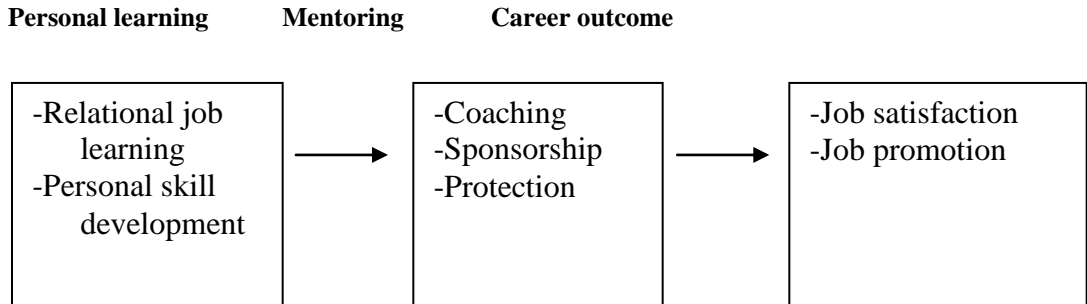 Personal learning Mentoring Career outcome
-Relational job
learning
-Personal skill
development
-Coaching
-Sponsorship
-Protection
-Job satisfaction
-Job promotion